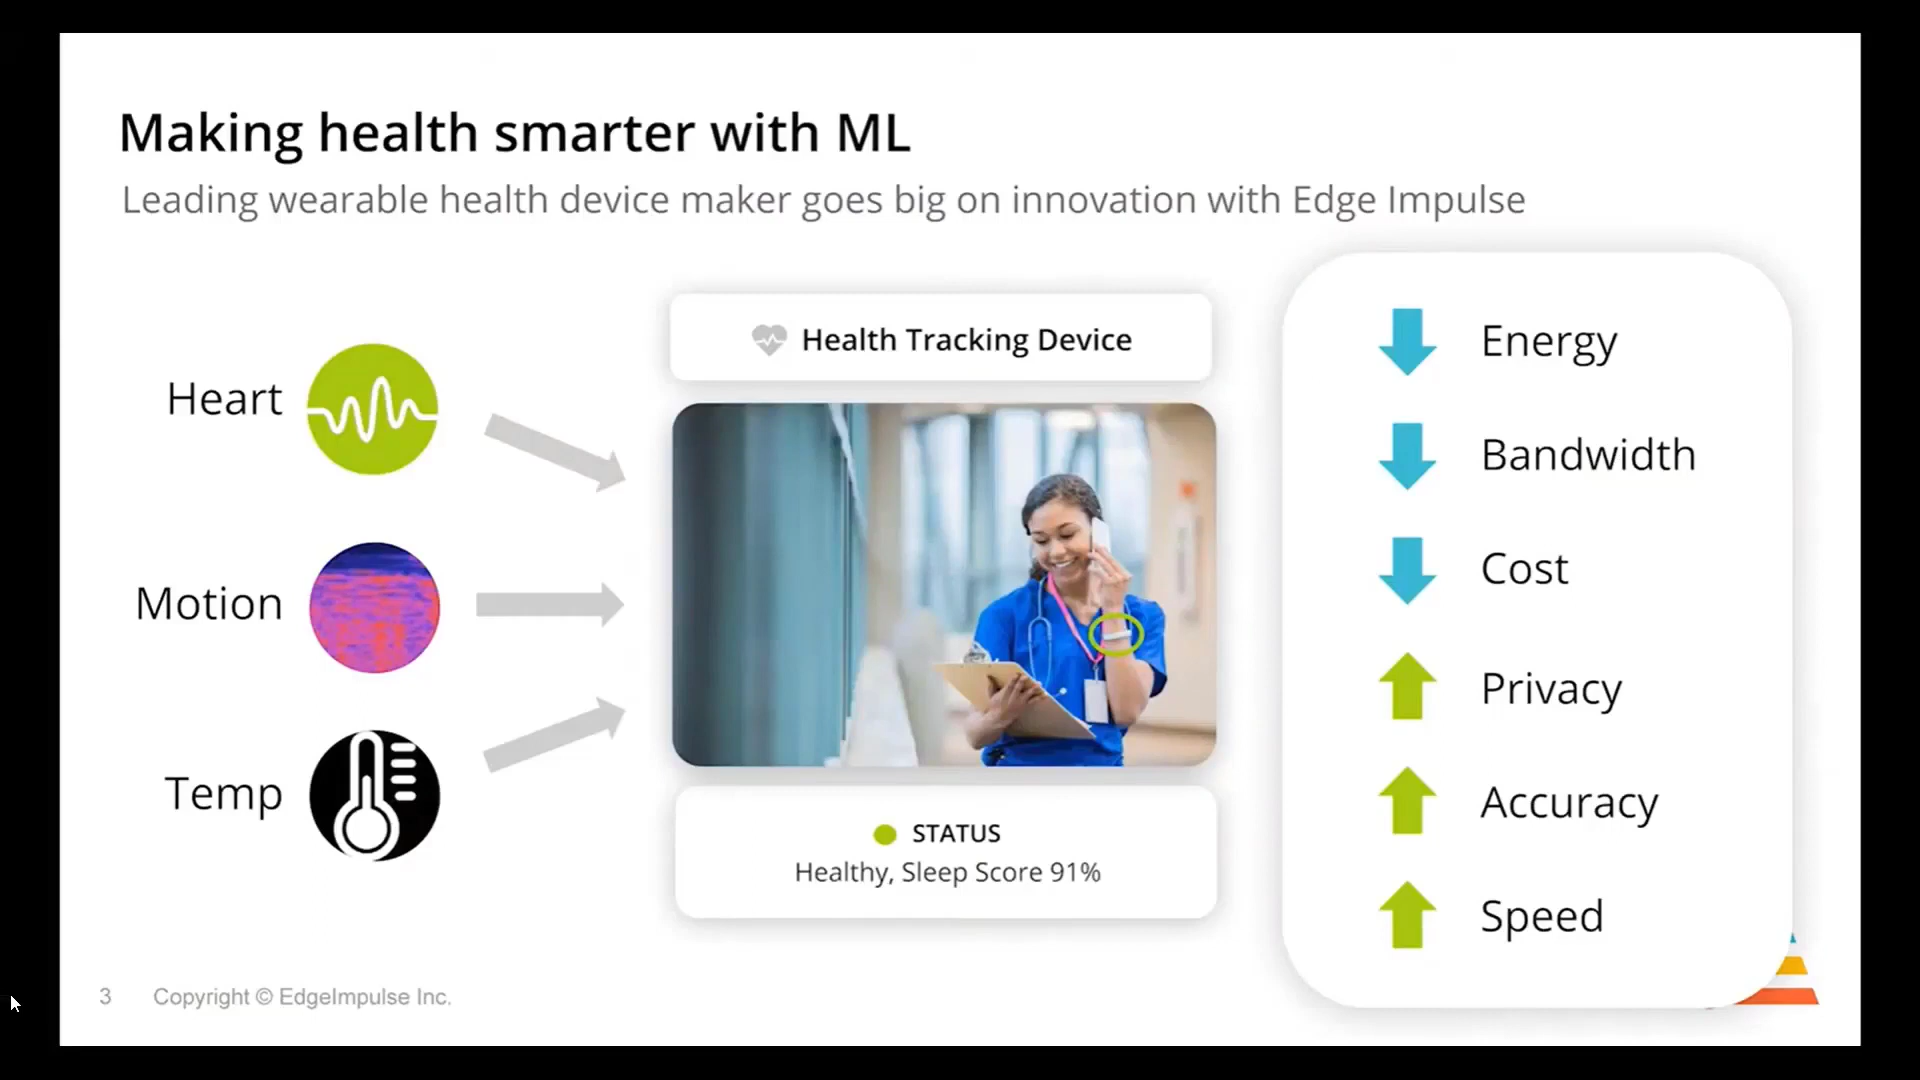 Making health smarter with ML
Leading wearable health device maker goes big on innovation with Edge Impulse
Heart
Motion
Temp
Health Tracking Device
STATUS
Healthy, Sleep Score 91%
Energy
Bandwidth
Cost
Privacy
Accuracy
Speed
3 Copyright © EdgeImpulse Inc.